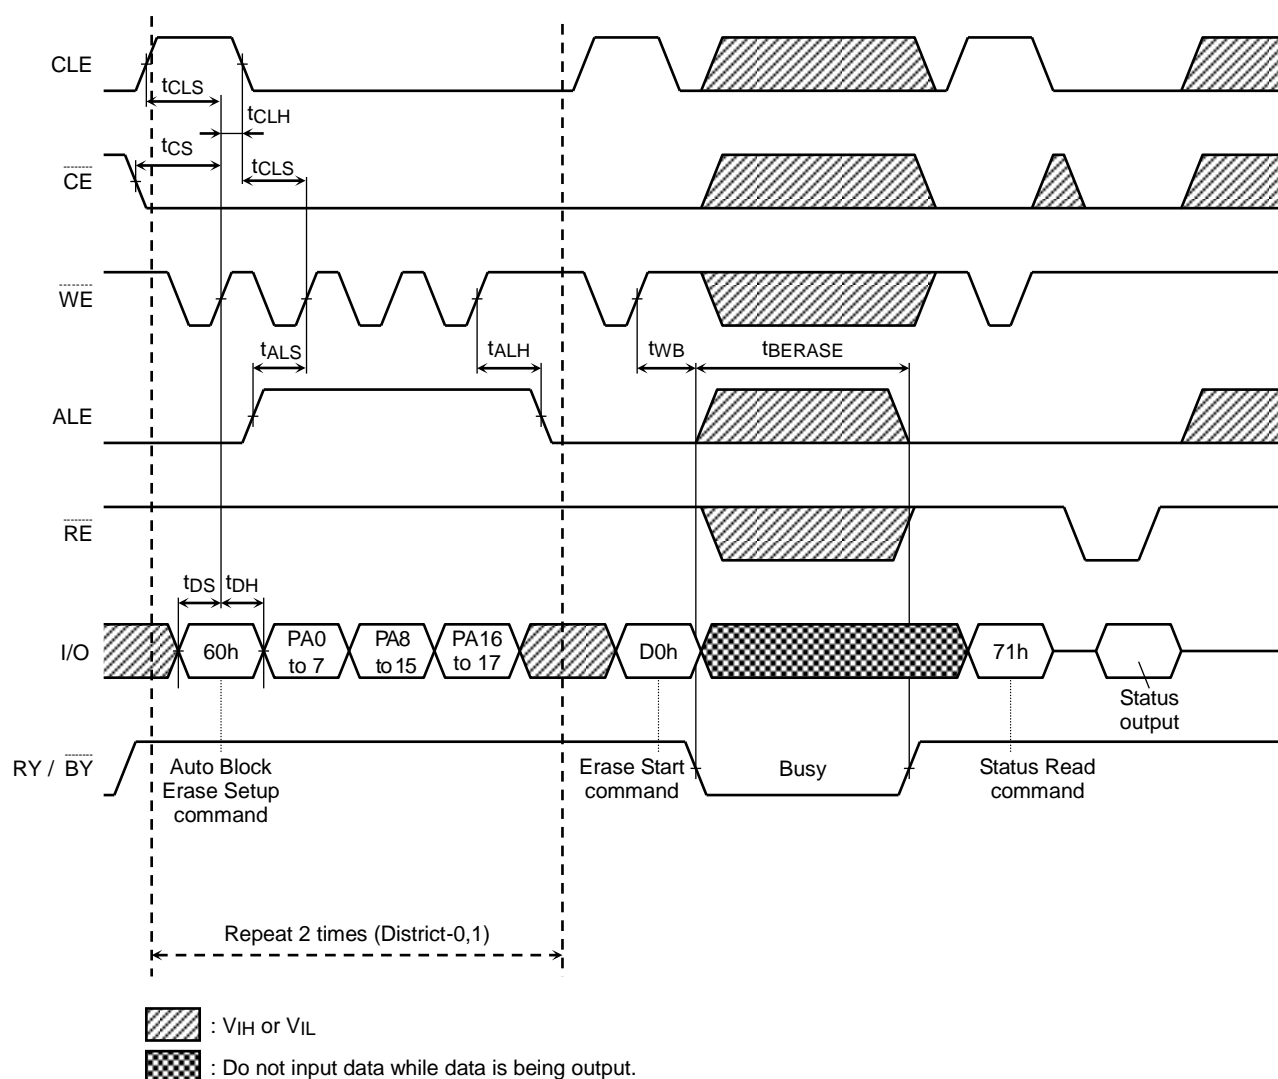 CLE
tCLS
tCLH
tCS
tCLS
CE
WE
tALS
tALH
tWB
tBERASE
ALE
RE
tDS
tDH
I/O
60h
PA0
to 7
PA8
to 15
PA16
to 17
D0h
71h
Status
output
RY / BY
Auto Block
Erase Setup
command
Erase Start
command
Busy
Status Read
command
Repeat 2 times (District-0,1)
: VIH or VIL
: Do not input data while data is being output.